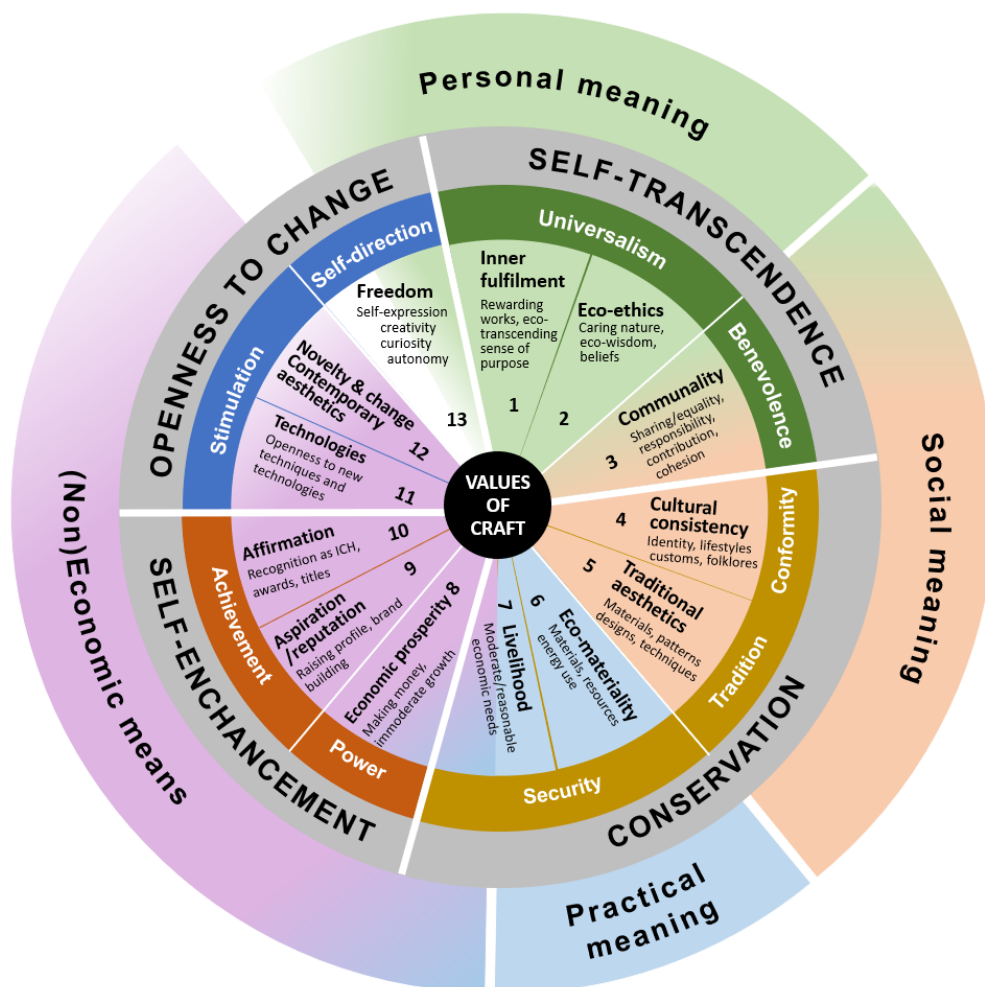 Personal meaning
Social meaning
Practical
meaning
(Non)Economic means
SELF-TRANSCENDENCE
CONSERVATION
SELF-ENCHANCEMENT
OPENNESS TO CHANGE
Universalism
Benevolence
Conformity
Tradition
Security
Power
Achievement
Stimulation
Self-direction
VALUES
OF
CRAFT
Inner
fulfilment
Rewarding
works, eco-
transcending
sense of
purpose
1
Eco-ethics
Caring nature,
eco-wisdom,
beliefs
2
Communality
Sharing/equality,
responsibility,
contribution,
cohesion
3
Cultural
consistency
Identity, lifestyles
customs, folklores
4
Traditional
aesthetics
Materials, patterns
designs, techniques
5
Eco-materiality
Materials, resources
energy use
6
Livelihood
Moderate/reasonable
economic needs
7
Economic prosperity 8
Making money,
immoderate growth
Aspiration
/reputation
Raising profile, brand
building
9
Affirmation
Recognition as ICH,
awards, titles
10
Technologies
Openness to new
techniques and
technologies
11
Novelty & change
Contemporary
aesthetics
12
Freedom
Self-expression
creativity
curiosity
autonomy
13